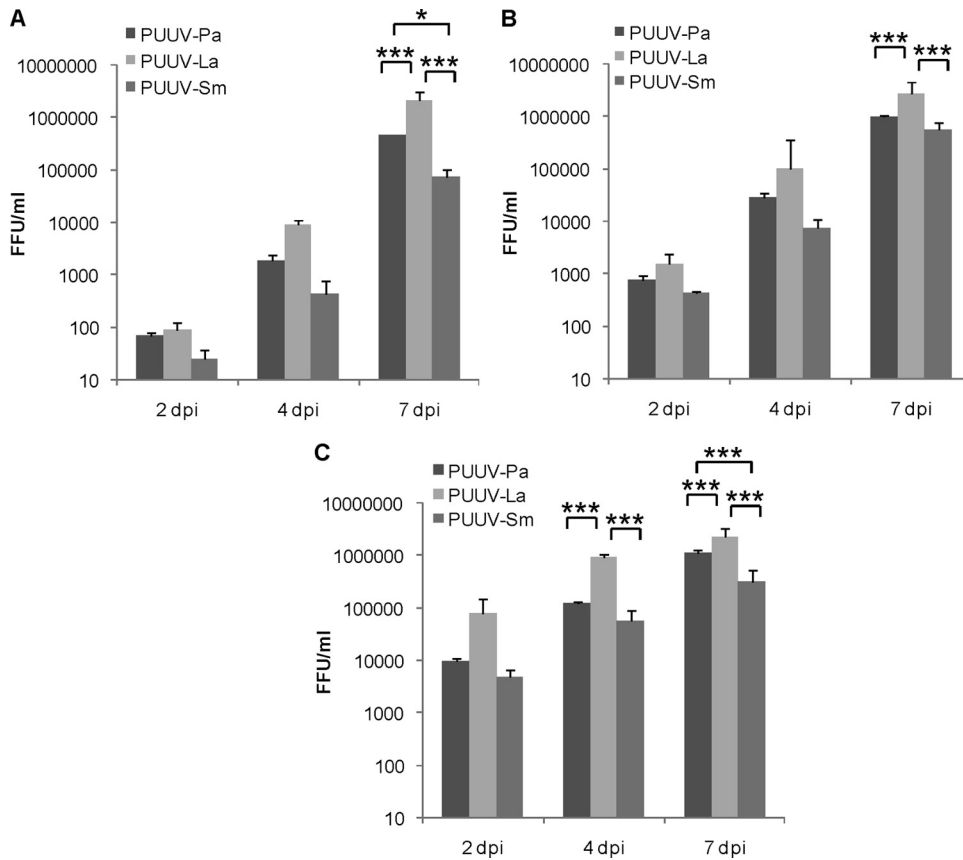 A
PUUV-Pa
PUUV-La
PUUV-Sm
*
***
***
10000000
1000000
100000
10000
1000
100
10
FFU/ml
2 dpi
4 dpi
7 dpi
B
PUUV-Pa
PUUV-La
PUUV-Sm
***
***
10000000
1000000
100000
10000
1000
100
10
FFU/ml
2 dpi
4 dpi
7 dpi
C
PUUV-Pa
PUUV-La
PUUV-Sm
***
***
***
***
***
10000000
1000000
100000
10000
1000
100
10
FFU/ml
2 dpi
4 dpi
7 dpi